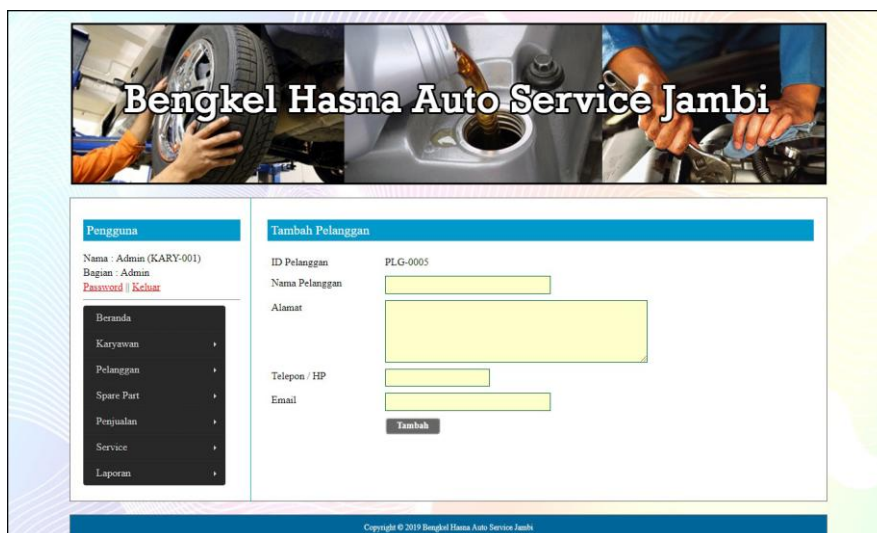 Bengkel Hasna Auto Service Jambi
Pengguna
Nama : Admin (KARY-001)
Bagian : Admin
Password || Keluar
Beranda
Karyawan
Pelanggan
Spare Part
Penjualan
Service
Laporan
Tambah Pelanggan
ID Pelanggan PLG-0005
Nama Pelanggan
Alamat
Telepon / HP
Email
Tambah
Copyright © 2019 Bengkel Hasna Auto Service Jambi